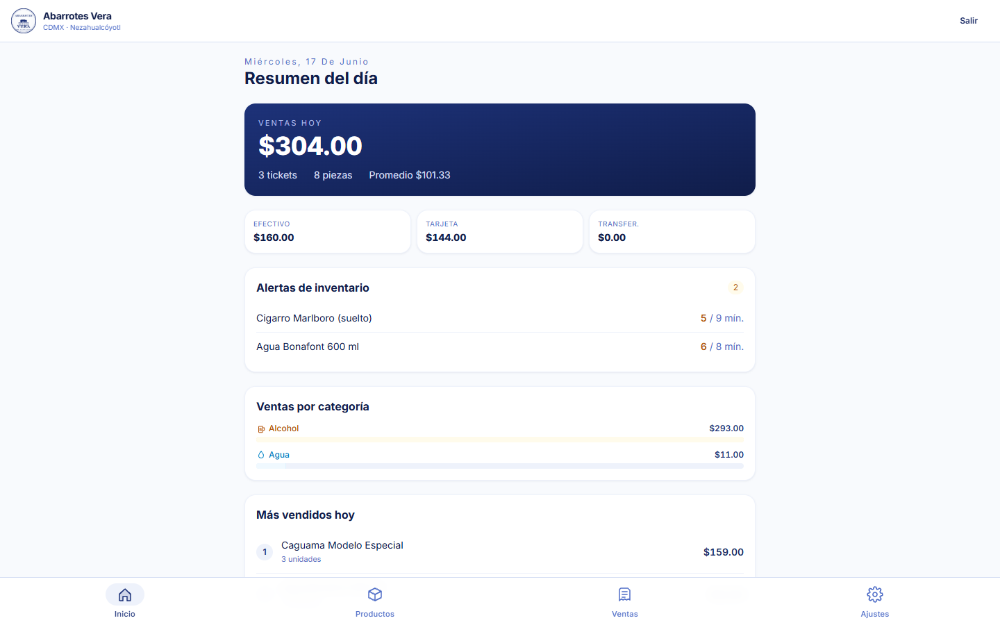 ABARROTES
VERA
Abarrotes Vera
CDMX · Nezahualcóyotl
Salir
Miércoles, 17 De Junio
Resumen del día
VENTAS HOY
$304.00
3 tickets 8 piezas Promedio $101.33
EFECTIVO
$160.00
TARJETA
$144.00
TRANSFER.
$0.00
Alertas de inventario
2
Cigarro Marlboro (suelto)
5 / 9 mín.
Agua Bonafont 600 ml
6 / 8 mín.
Ventas por categoría
Alcohol
$293.00
Agua
$11.00
Más vendidos hoy
1
Caguama Modelo Especial
3 unidades
$159.00
Inicio
Productos
Ventas
Ajustes